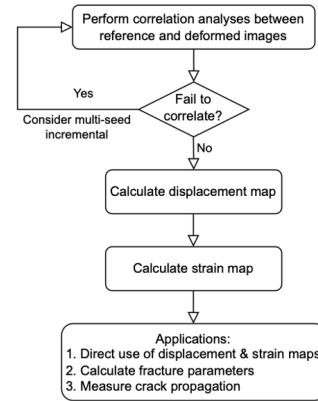 Perform correlation analyses between
reference and deformed images
Yes
Fail to
correlate?
Consider multi-seed
incremental
No
Calculate displacement map
Calculate strain map
Applications:
1. Direct use of displacement & strain maps
2. Calculate fracture parameters
3. Measure crack propagation